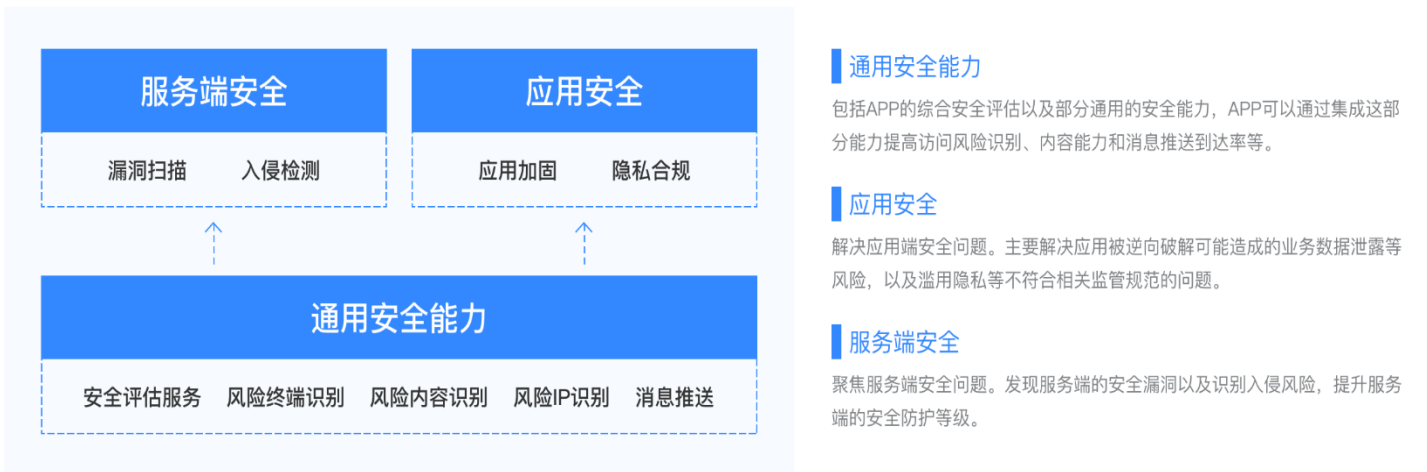 服务端安全
应用安全
漏洞扫描 入侵检测
应用加固 隐私合规
通用安全能力
安全评估服务 风险终端识别 风险内容识别 风险IP识别 消息推送
通用安全能力
包括APP的综合安全评估以及部分通用的安全能力，APP可以通过集成这部
分能力提高访问风险识别、内容能力和消息推送到达率等。
应用安全
解决应用端安全问题。主要解决应用被逆向破解可能造成的业务数据泄露等
风险，以及滥用隐私等不符合相关监管规范的问题。
服务端安全
聚焦服务端安全问题。发现服务端的安全漏洞以及识别入侵风险，提升服务
端的安全防护等级。